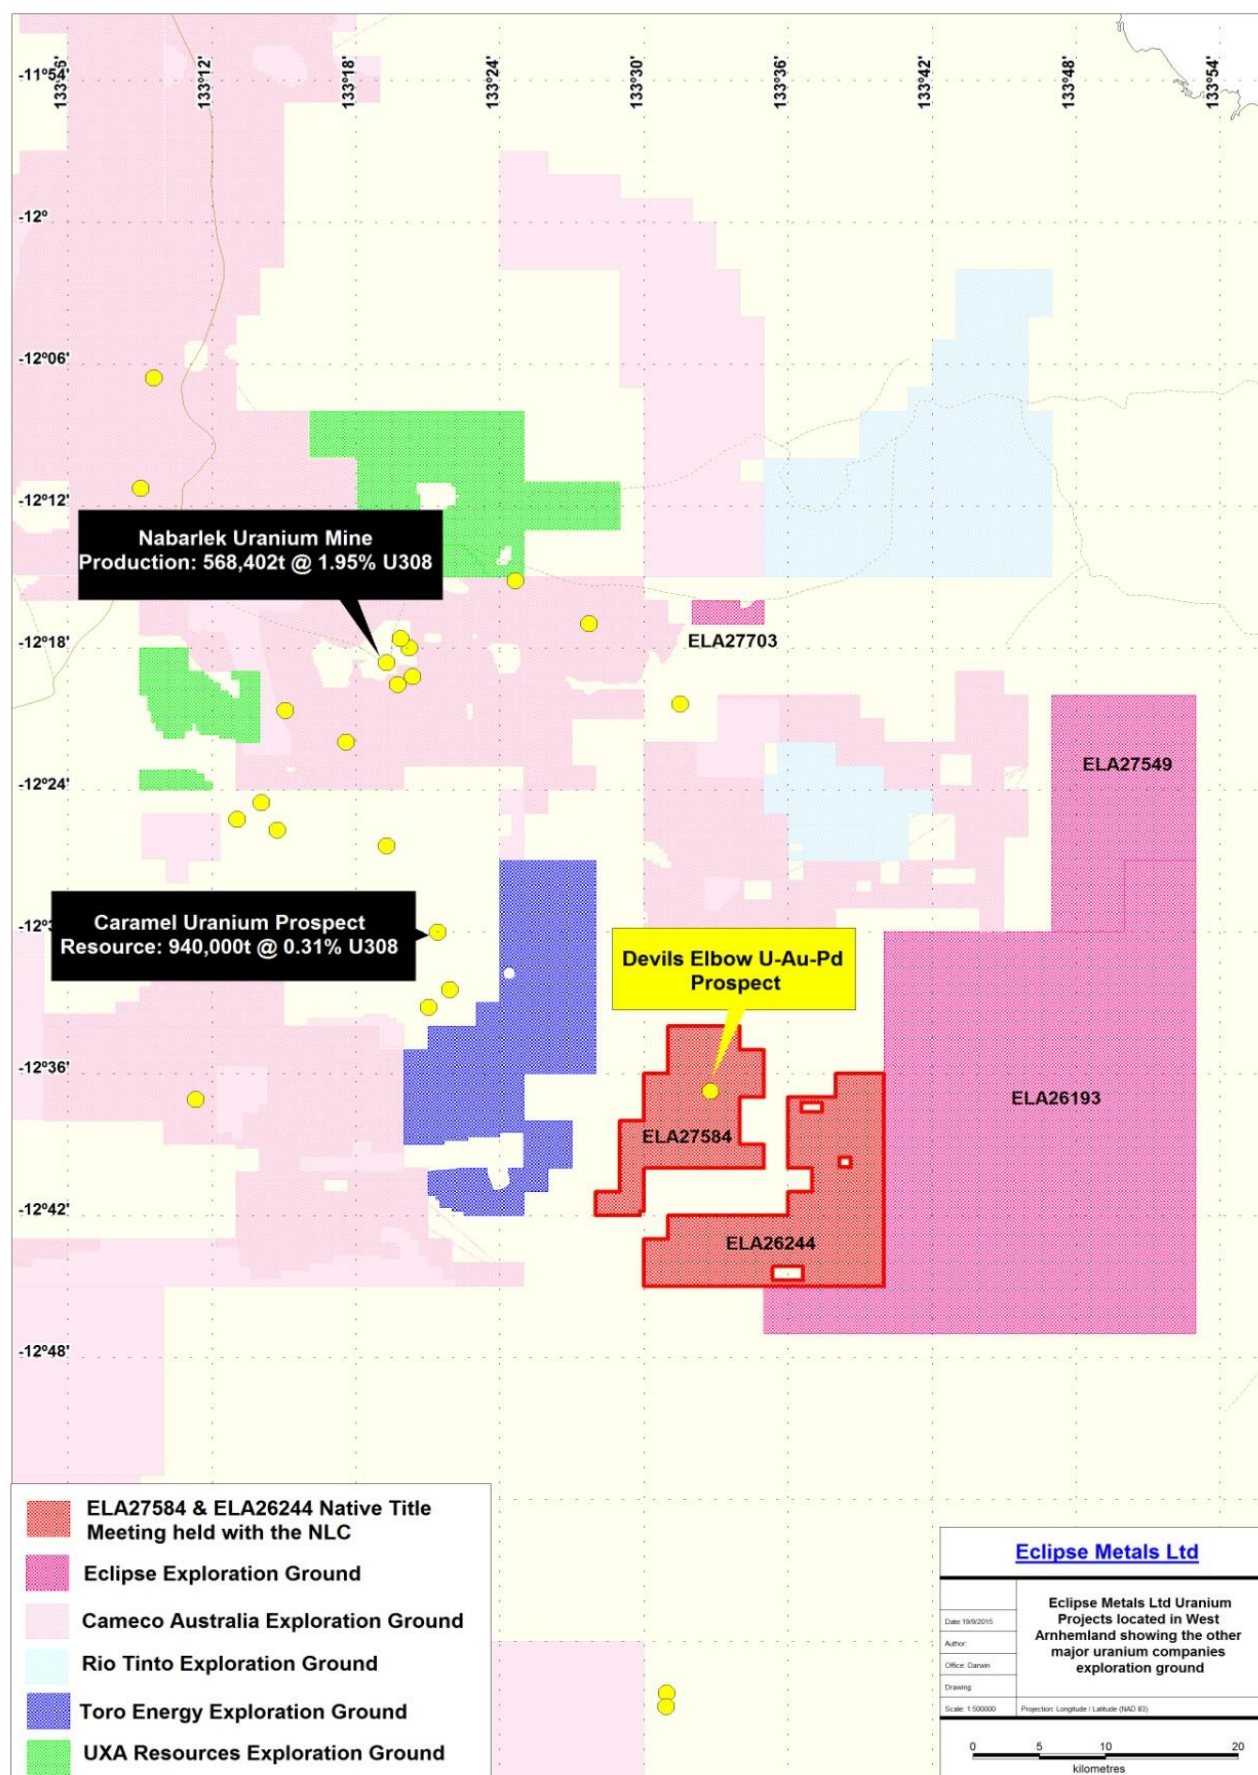 133°06'
133°12'
133°18'
133°24'
133°30'
133°36'
133°42'
133°48'
133°54'
-11°54'
-12°
-12°06'
-12°12'
Nabarlek Uranium Mine
Production: 568,402t @ 1.95% U308
-12°18'
ELA27703
-12°24'
ELA27549
Caramel Uranium Prospect
Resource: 940,000t @ 0.31% U308
Devils Elbow U-Au-Pd
Prospect
-12°36'
ELA26193
ELA27584
-12°42'
ELA26244
-12°48'
ELA27584 & ELA26244 Native Title
Meeting held with the NLC
Eclipse Exploration Ground
Cameco Australia Exploration Ground
Rio Tinto Exploration Ground
Toro Energy Exploration Ground
UXA Resources Exploration Ground
Eclipse Metals Ltd
Eclipse Metals Ltd Uranium
Projects located in West
Arnhemland showing the other
major uranium companies
exploration ground
Date: 19/9/2015
Author:
Office: Darwin
Drawing:
Scale: 1:500000
Projection: Longitude / Latitude (NAD 83)
0 5 10 20
kilometres